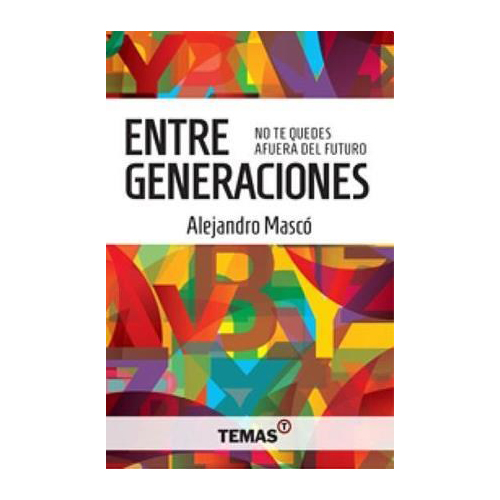 ENTRE
NO TE QUEDES
AFUERA DEL FUTURO
GENERACIONES
Alejandro Mascó
TEMAS T